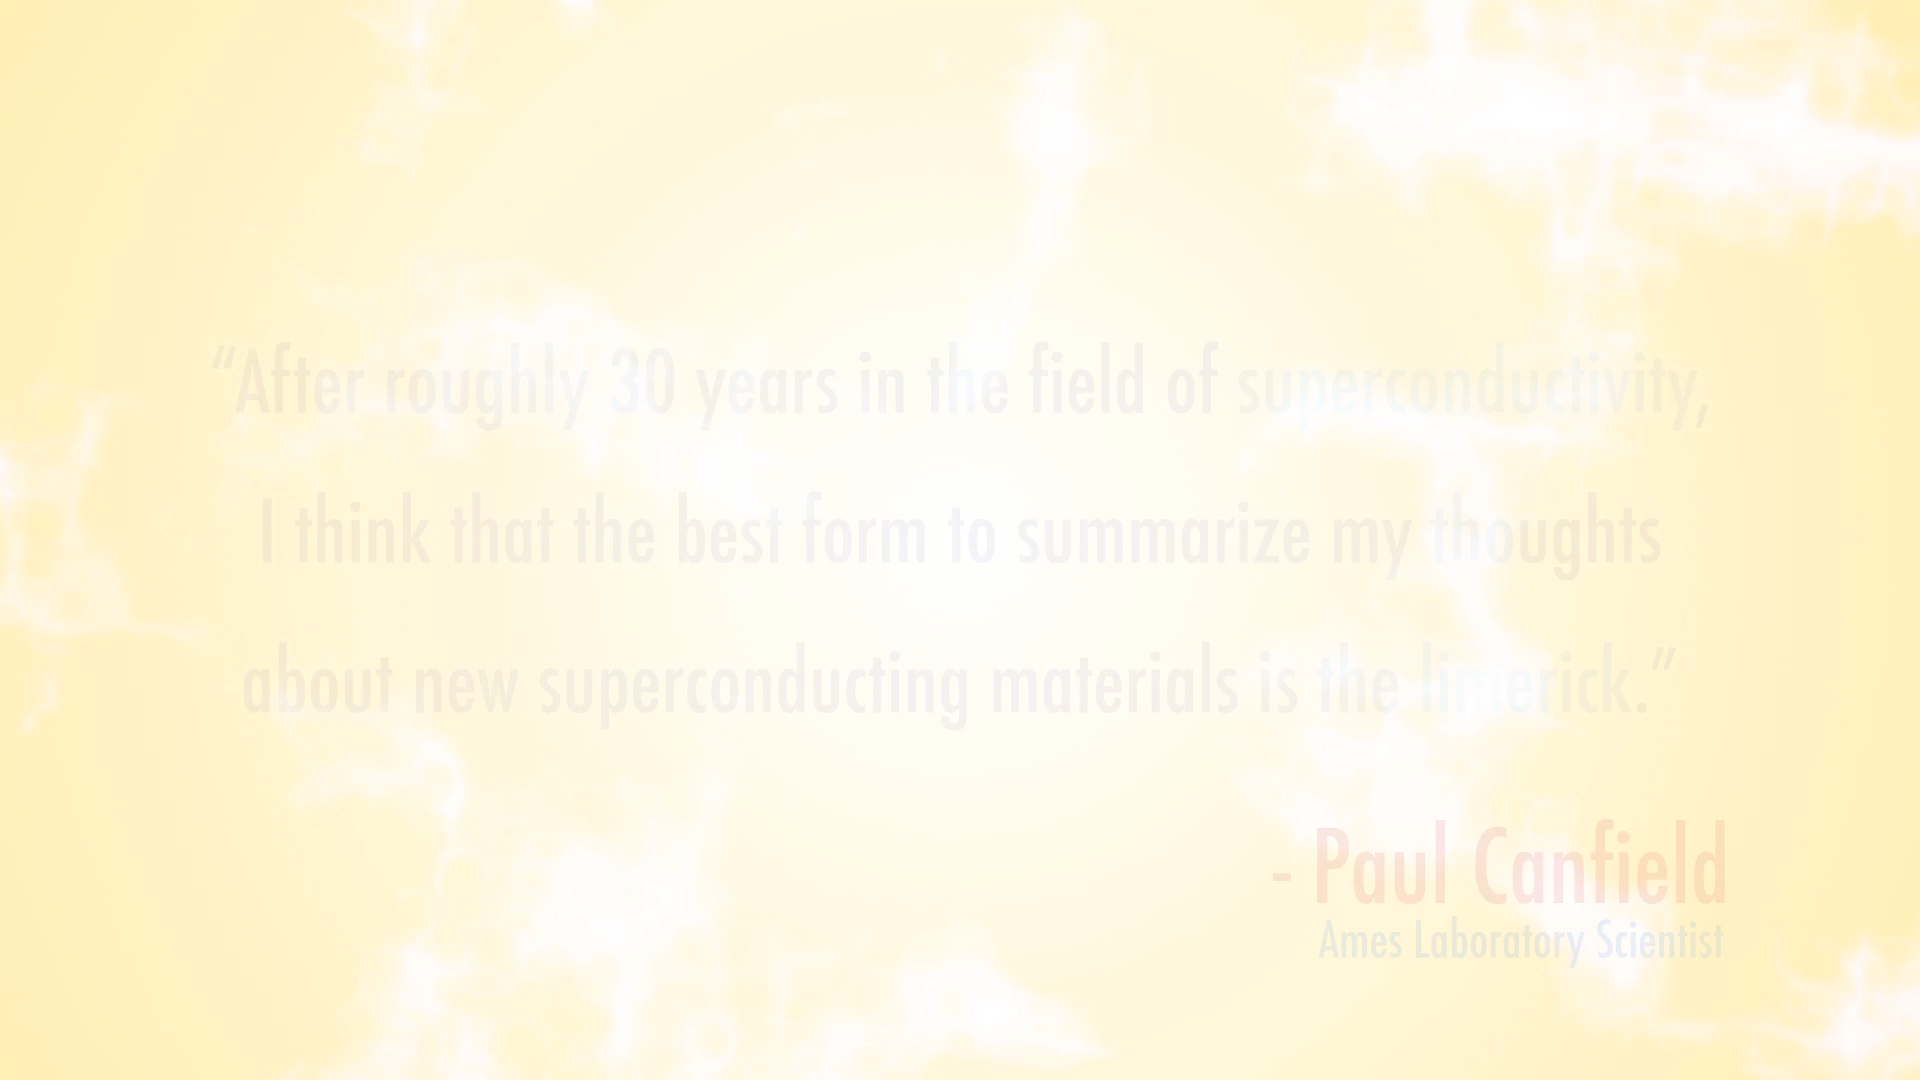 “After roughly 30 years in the field of superconductivity,
I think that the best form to summarize my thoughts
about new superconducting materials is the limerick.”
- Paul Canfield
Ames Laboratory Scientist